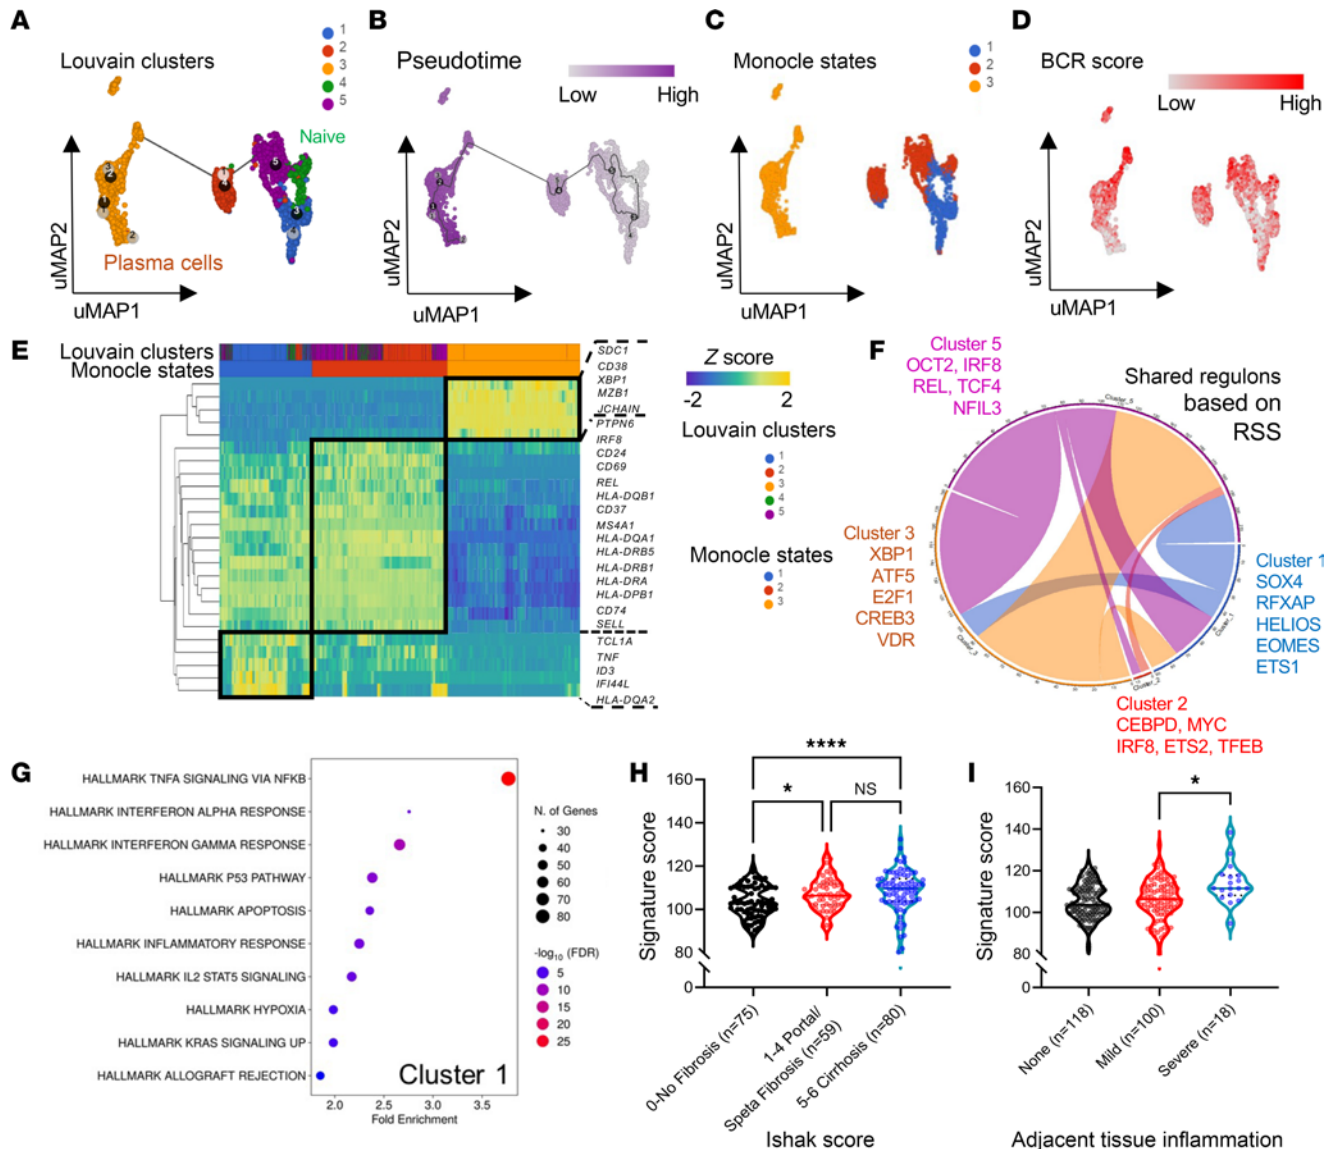 A
Louvain clusters
1
2
3
4
5
Naive
Plasma cells
uMAP2
uMAP1
B
Pseudotime
Low High
uMAP2
uMAP1
C
Monocle states
1
2
3
uMAP2
uMAP1
D
BCR score
Low High
uMAP2
uMAP1
E
Louvain clusters
Monocle states
SDC1
CD38
XBP1
MZB1
JCHAIN
PTPN6
IRF8
CD24
CD69
REL
HLA-DQB1
CD37
MS4A1
HLA-DQA1
HLA-DRB5
HLA-DRB1
HLA-DRA
HLA-DPB1
CD74
SELL
TCL1A
TNF
ID3
IFI44L
HLA-DQA2
Z score
-2 2
Louvain clusters
1
2
3
4
5
Monocle states
1
2
3
F
Shared regulons
based on
RSS
Cluster 5
OCT2, IRF8
REL, TCF4
NFIL3
Cluster 3
XBP1
ATF5
E2F1
CREB3
VDR
Cluster 1
SOX4
RFXAP
HELIOS
EOMES
ETS1
Cluster 2
CEBPD, MYC
IRF8, ETS2, TFEB
Cluster_5
Cluster_1
Cluster_2
Cluster_3
G
HALLMARK TNFA SIGNALING VIA NFKB
HALLMARK INTERFERON ALPHA RESPONSE
HALLMARK INTERFERON GAMMA RESPONSE
HALLMARK P53 PATHWAY
HALLMARK APOPTOSIS
HALLMARK INFLAMMATORY RESPONSE
HALLMARK IL2 STAT5 SIGNALING
HALLMARK HYPOXIA
HALLMARK KRAS SIGNALING UP
HALLMARK ALLOGRAFT REJECTION
Cluster 1
2.0 2.5 3.0 3.5
Fold Enrichment
N. of Genes
30
40
50
60
70
80
-log10 (FDR)
5
10
15
20
25
H
****
* NS
Signature score
160
140
120
100
80
0
0-No Fibrosis (n=75)
1-4 Portal/
Speta Fibrosis (n=59)
5-6 Cirrhosis (n=80)
Ishak score
I
*
Signature score
160
140
120
100
80
0
None (n=118)
Mild (n=100)
Severe (n=18)
Adjacent tissue inflammation